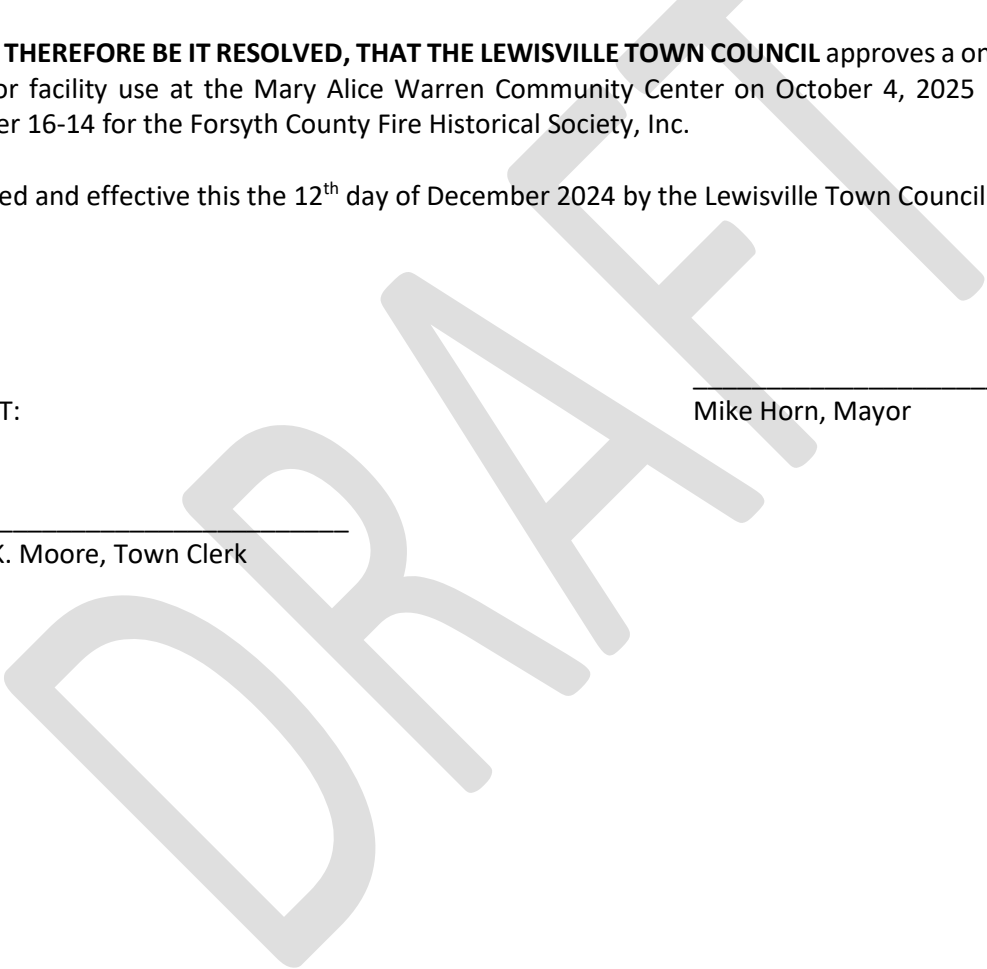 THEREFORE BE IT RESOLVED, THAT THE LEWISVILLE TOWN COUNCIL approves a on
or facility use at the Mary Alice Warren Community Center on October 4, 2025
er 16-14 for the Forsyth County Fire Historical Society, Inc.
ed and effective this the 12th day of December 2024 by the Lewisville Town Council
T:
Mike Horn, Mayor
K. Moore, Town Clerk
DRAFT